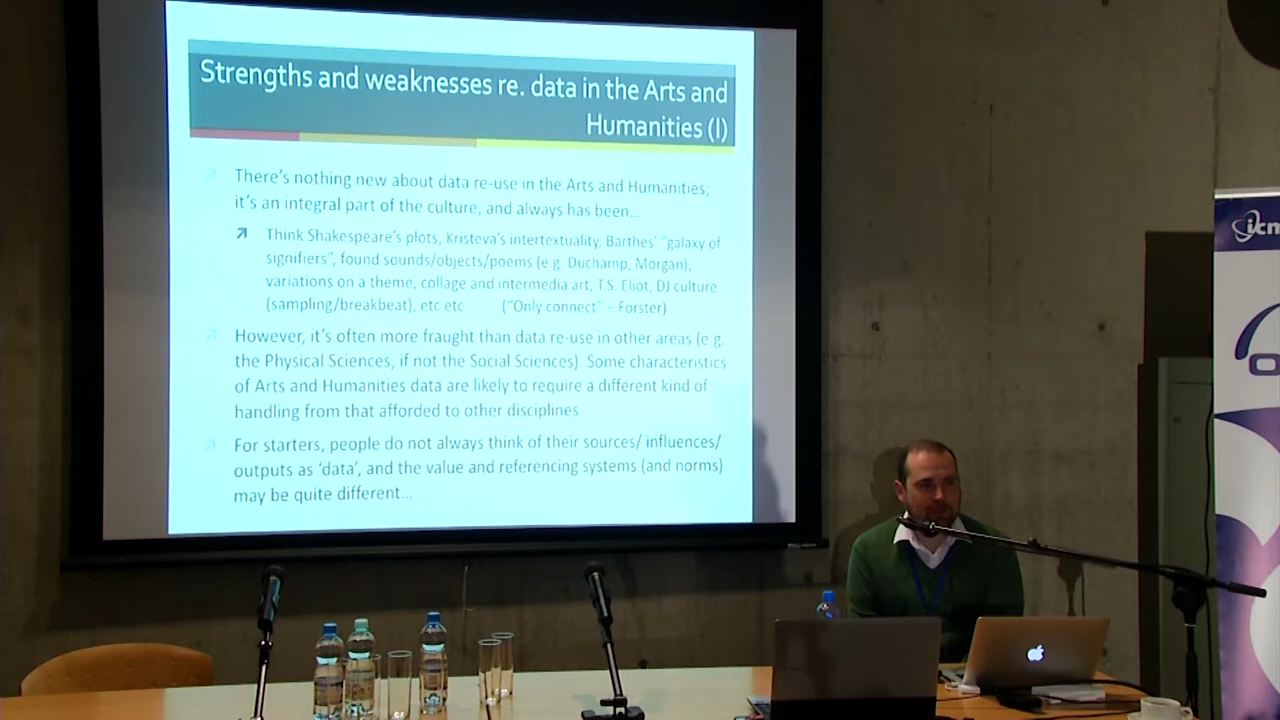 Strengths and weaknesses re. data in the Arts and
Humanities (I)
There's nothing new about data re-use in the Arts and Humanities;
it's an integral part of the culture, and always has been...
Think Shakespeare's plots, Kristeva's intertextuality, Barthes' "galaxy of
signifiers", found sounds/objects/poems (e.g. Duchamp, Morgan),
variations on a theme, collage and intermedia art, T.S. Eliot, DJ culture
(sampling/breakbeat), etc etc ("Only connect" – Forster)
However, it's often more fraught than data re-use in other areas (e.g.
the Physical Sciences, if not the Social Sciences). Some characteristics
of Arts and Humanities data are likely to require a different kind of
handling from that afforded to other disciplines
For starters, people do not always think of their sources/ influences/
outputs as 'data', and the value and referencing systems (and norms)
may be quite different...
icm